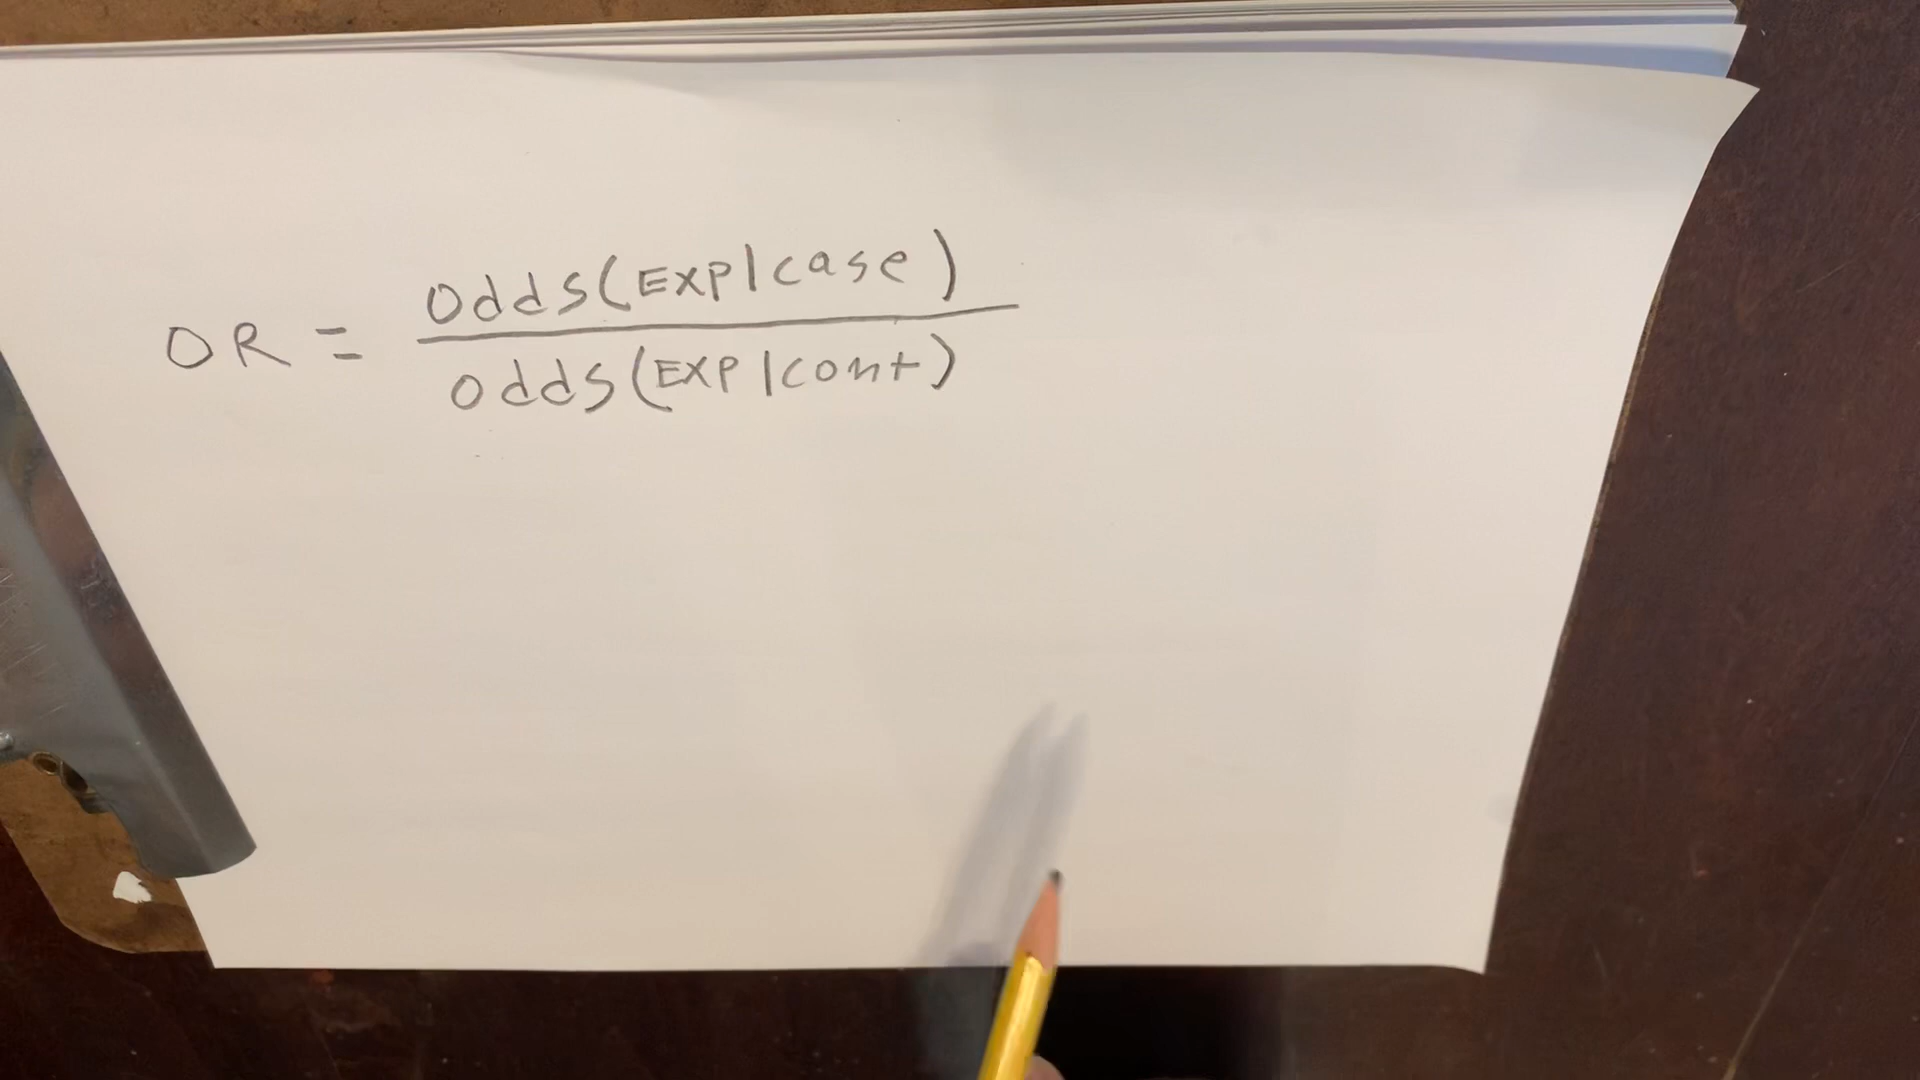 OR = odds(EXP|case)
odds(EXP|cont)